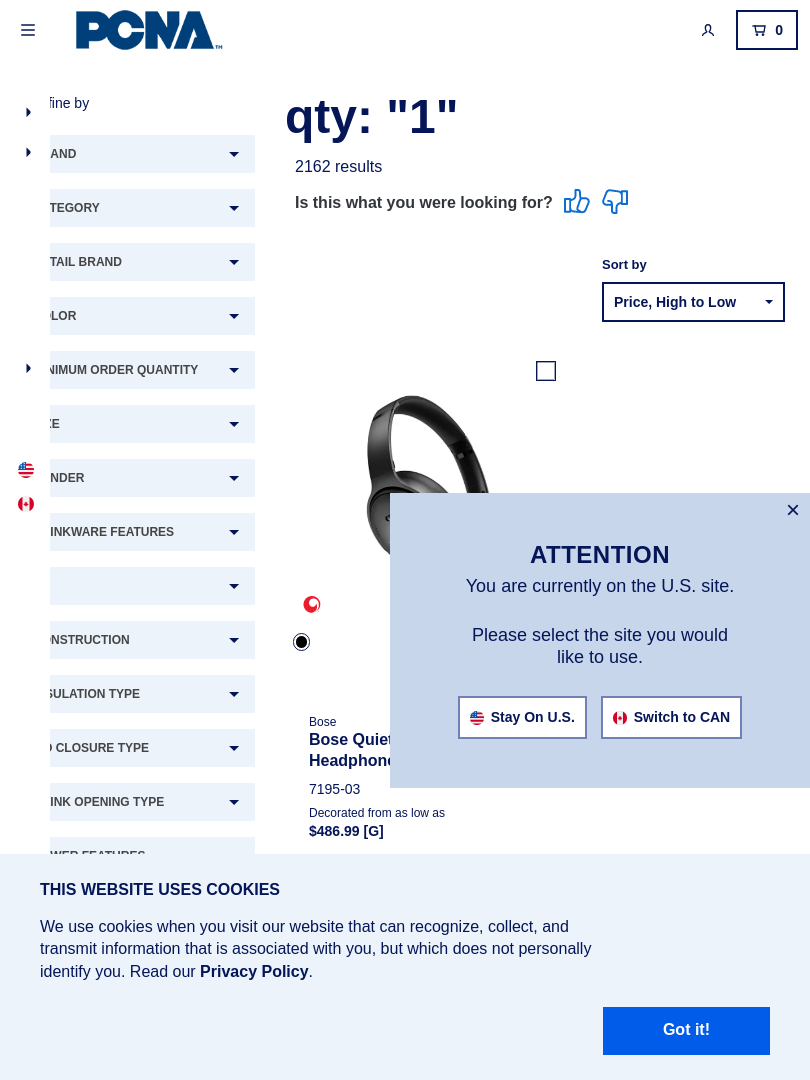 PCNA
TM
0
fine by
qty: "1"
AND
2162 results
TEGORY
Is this what you were looking for?
TAIL BRAND
Sort by
Price, High to Low
OLOR
NIMUM ORDER QUANTITY
ZE
NDER
INKWARE FEATURES
ONSTRUCTION
SULATION TYPE
D CLOSURE TYPE
INK OPENING TYPE
WER FEATURES
ATTENTION
You are currently on the U.S. site.
Please select the site you would
like to use.
Stay On U.S.
Switch to CAN
Bose
Bose Quiet
Headphone
7195-03
Decorated from as low as
$486.99 [G]
THIS WEBSITE USES COOKIES
We use cookies when you visit our website that can recognize, collect, and
transmit information that is associated with you, but which does not personally
identify you. Read our Privacy Policy.
Got it!